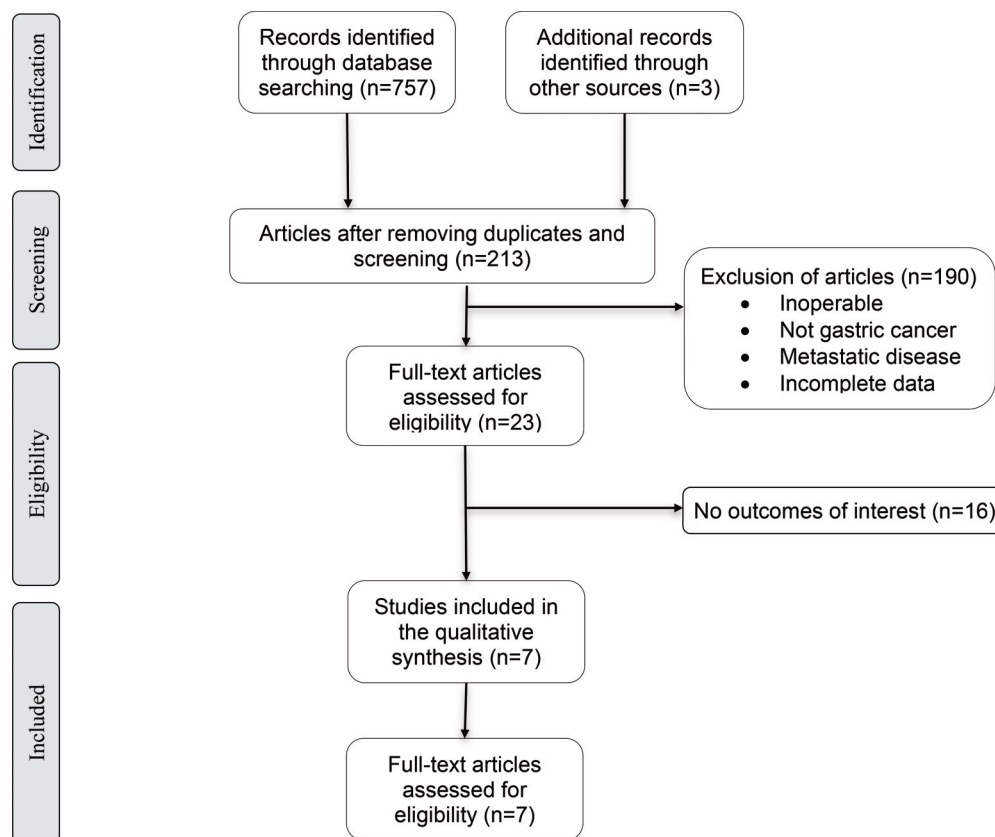 Identification
Records identified
through database
searching (n=757)
Additional records
identified through
other sources (n=3)
Screening
Articles after removing duplicates and
screening (n=213)
Exclusion of articles (n=190)
• Inoperable
• Not gastric cancer
• Metastatic disease
• Incomplete data
Eligibility
Full-text articles
assessed for
eligibility (n=23)
No outcomes of interest (n=16)
Included
Studies included in
the qualitative
synthesis (n=7)
Full-text articles
assessed for
eligibility (n=7)